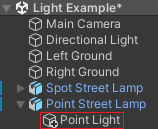 Light Example*
Main Camera
Directional Light
Left Ground
Right Ground
Spot Street Lamp
Point Street Lamp
Point Light